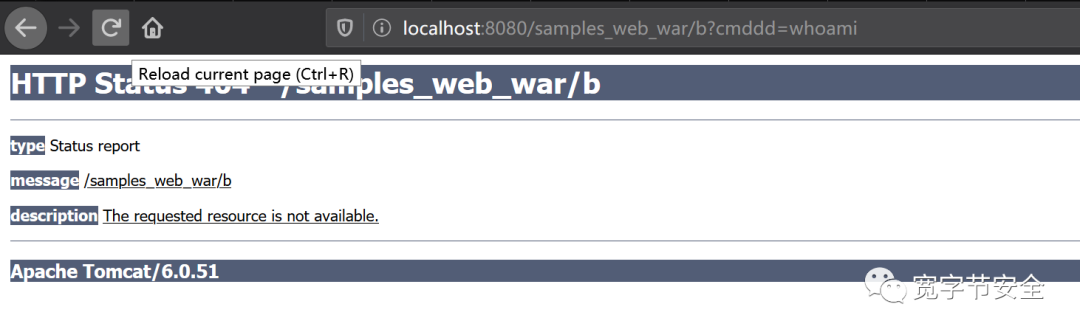 localhost:8080/samples_web_war/b?cmddd=whoami
Reload current page (Ctrl+R)
HTTP Status 404 - /samples_web_war/b
type Status report
message /samples_web_war/b
description The requested resource is not available.
Apache Tomcat/6.0.51
宽字节安全